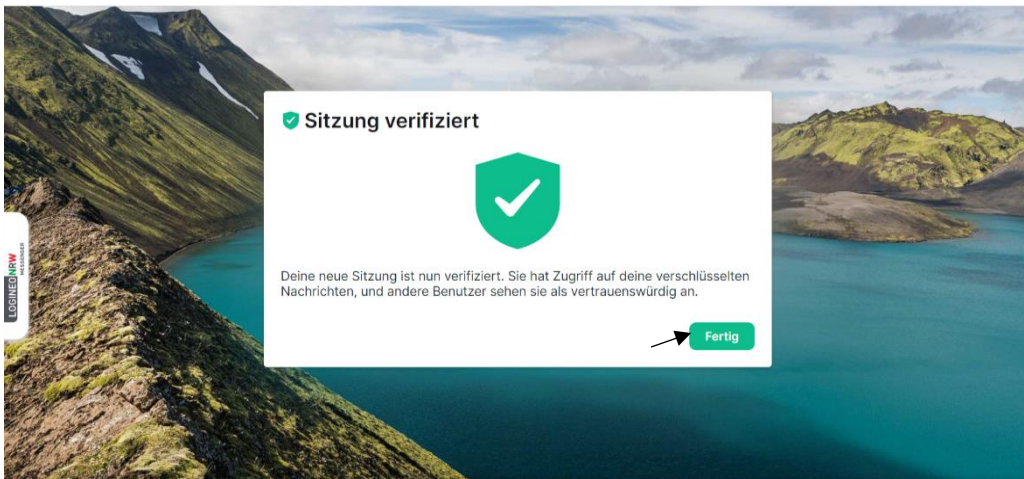 Sitzung verifiziert
Deine neue Sitzung ist nun verifiziert. Sie hat Zugriff auf deine verschlüsselten
Nachrichten, und andere Benutzer sehen sie als vertrauenswürdig an.
Fertig
LOGINEO NRW
MESSENGER